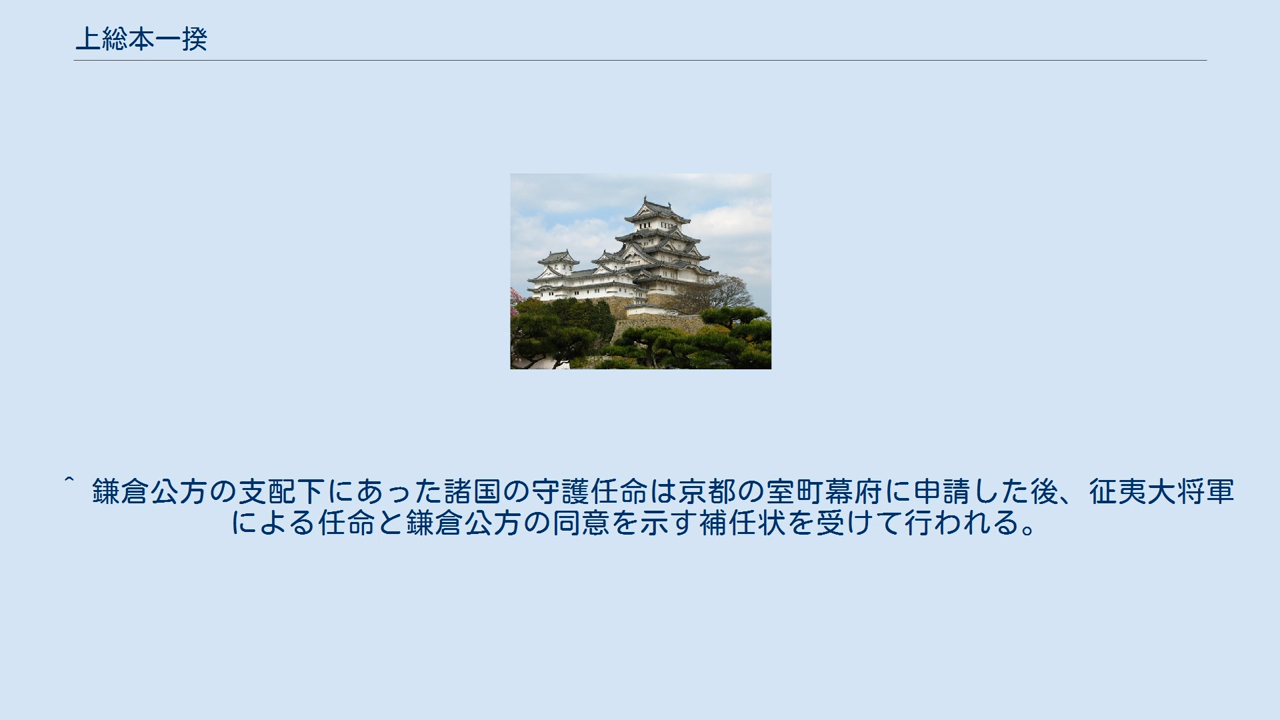 上総本一揆
^ 鎌倉公方の支配下にあった諸国の守護任命は京都の室町幕府に申請した後、征夷大将軍
による任命と鎌倉公方の同意を示す補任状を受けて行われる。